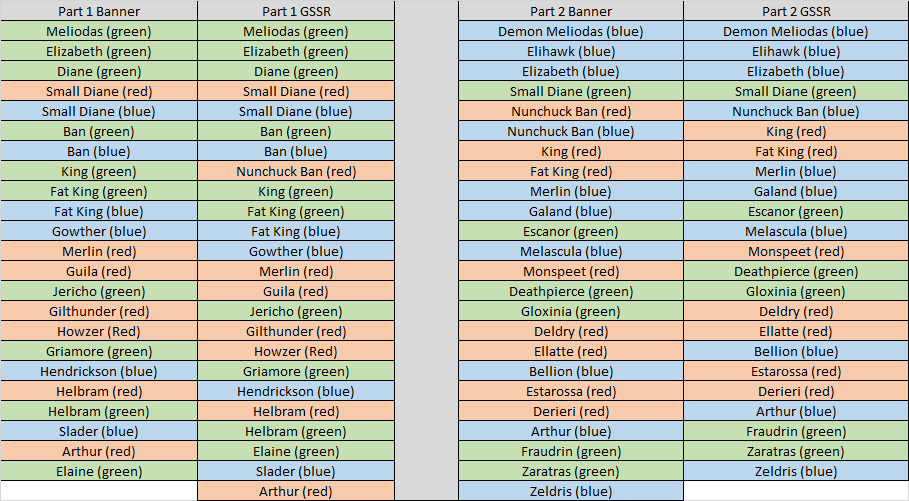 Part 1 Banner Part 1 GSSR Part 2 Banner Part 2 GSSR
Meliodas (green) Meliodas (green) Demon Meliodas (blue) Demon Meliodas (blue)
Elizabeth (green) Elizabeth (green) Elihawk (blue) Elihawk (blue)
Diane (green) Diane (green) Elizabeth (blue) Elizabeth (blue)
Small Diane (red) Small Diane (red) Small Diane (green) Small Diane (green)
Small Diane (blue) Small Diane (blue) Nunchuck Ban (red) Nunchuck Ban (blue)
Ban (green) Ban (green) Nunchuck Ban (blue) King (red)
Ban (blue) Ban (blue) King (red) Fat King (red)
King (green) Nunchuck Ban (red) Fat King (red) Merlin (blue)
Fat King (green) King (green) Merlin (blue) Galand (blue)
Fat King (blue) Fat King (green) Galand (blue) Escanor (green)
Gowther (blue) Fat King (blue) Escanor (green) Melascula (blue)
Merlin (red) Gowther (blue) Melascula (blue) Monspeet (red)
Guila (red) Merlin (red) Monspeet (red) Deathpierce (green)
Jericho (green) Guila (red) Deathpierce (green) Gloxinia (green)
Gilthunder (red) Jericho (green) Gloxinia (green) Deldry (red)
Howzer (Red) Gilthunder (red) Deldry (red) Ellatte (red)
Griamore (green) Howzer (Red) Ellatte (red) Bellion (blue)
Hendrickson (blue) Griamore (green) Bellion (blue) Estarossa (red)
Helbram (red) Hendrickson (blue) Estarossa (red) Derieri (red)
Helbram (green) Helbram (red) Derieri (red) Arthur (blue)
Slader (blue) Helbram (green) Arthur (blue) Fraudrin (green)
Arthur (red) Elaine (green) Fraudrin (green) Zaratras (green)
Elaine (green) Slader (blue) Zaratras (green) Zeldris (blue)
Arthur (red) Zeldris (blue)